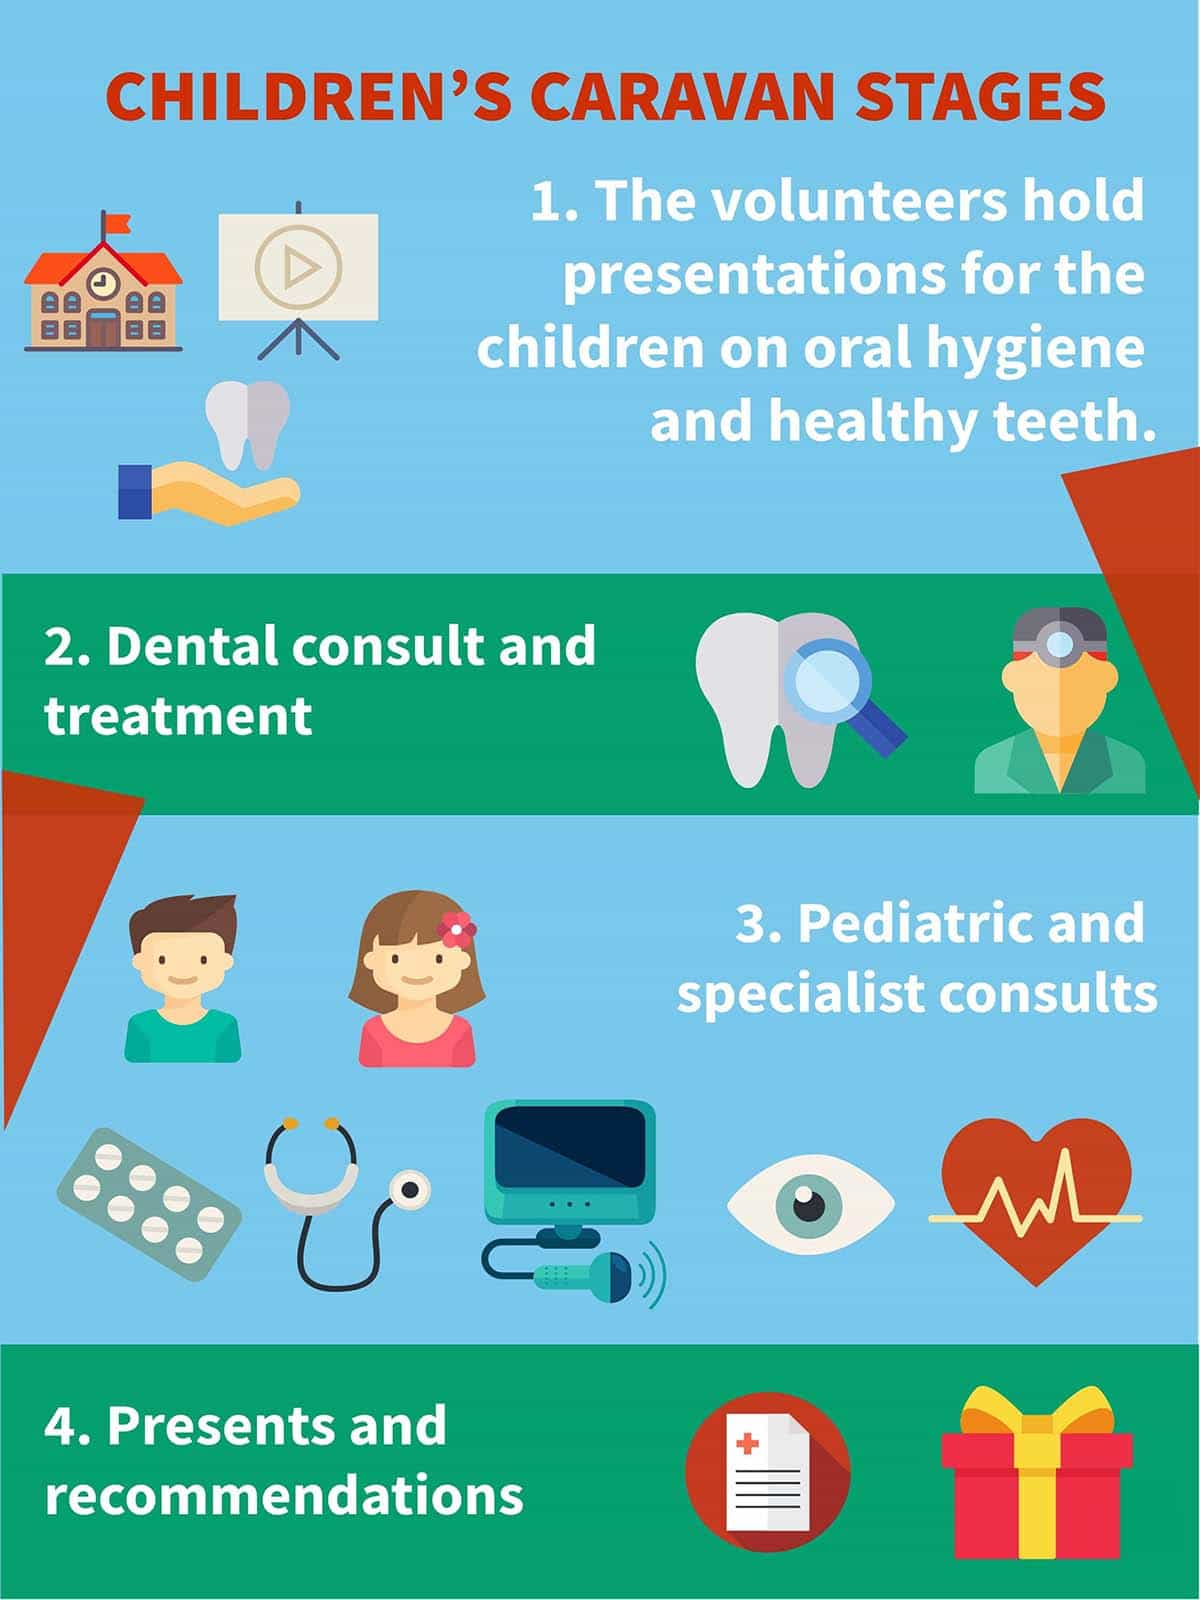 CHILDREN’S CARAVAN STAGES
1. The volunteers hold
presentations for the
children on oral hygiene
and healthy teeth.
2. Dental consult and
treatment
3. Pediatric and
specialist consults
4. Presents and
recommendations